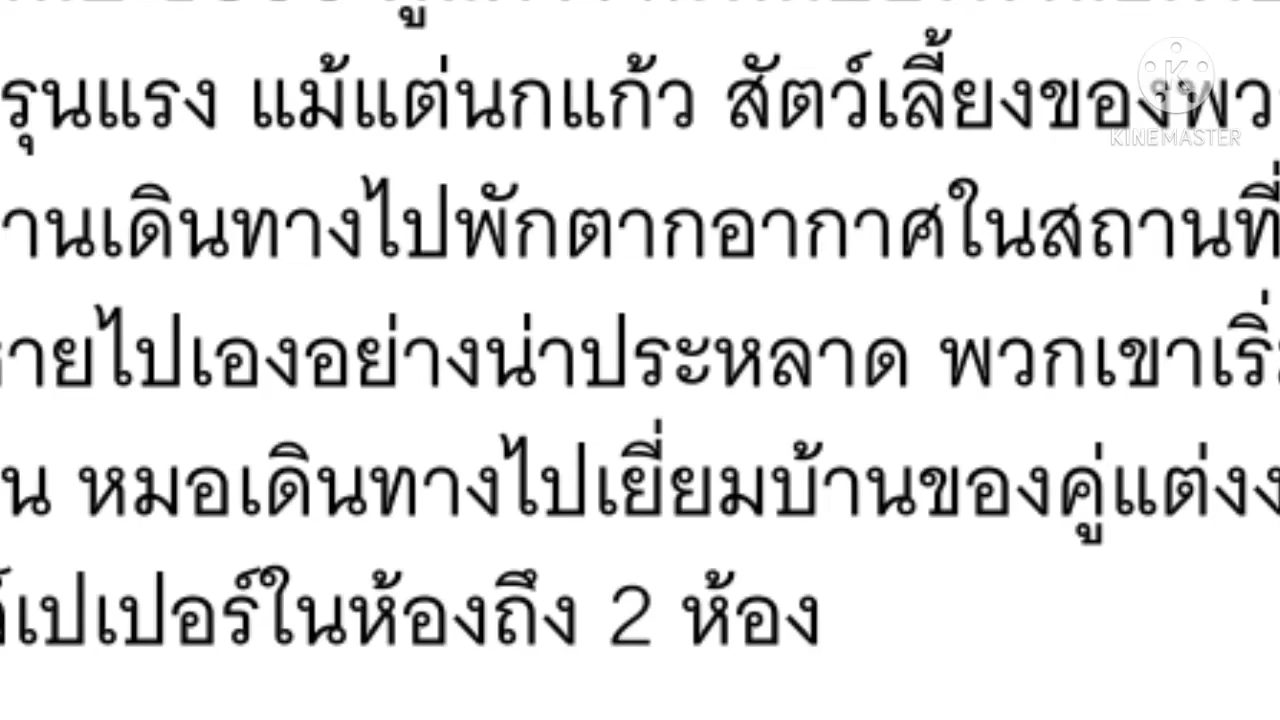 รุนแรง แม้แต่นกแก้ว สัตว์เลี้ยงของพว
านเดินทางไปพักตากอากาศในสถานที่
ายไปเองอย่างน่าประหลาด พวกเขาเริ่
น หมอเดินทางไปเยี่ยมบ้านของคู่แต่งง
เปเปอร์ในห้องถึง 2 ห้อง
KINEMASTER